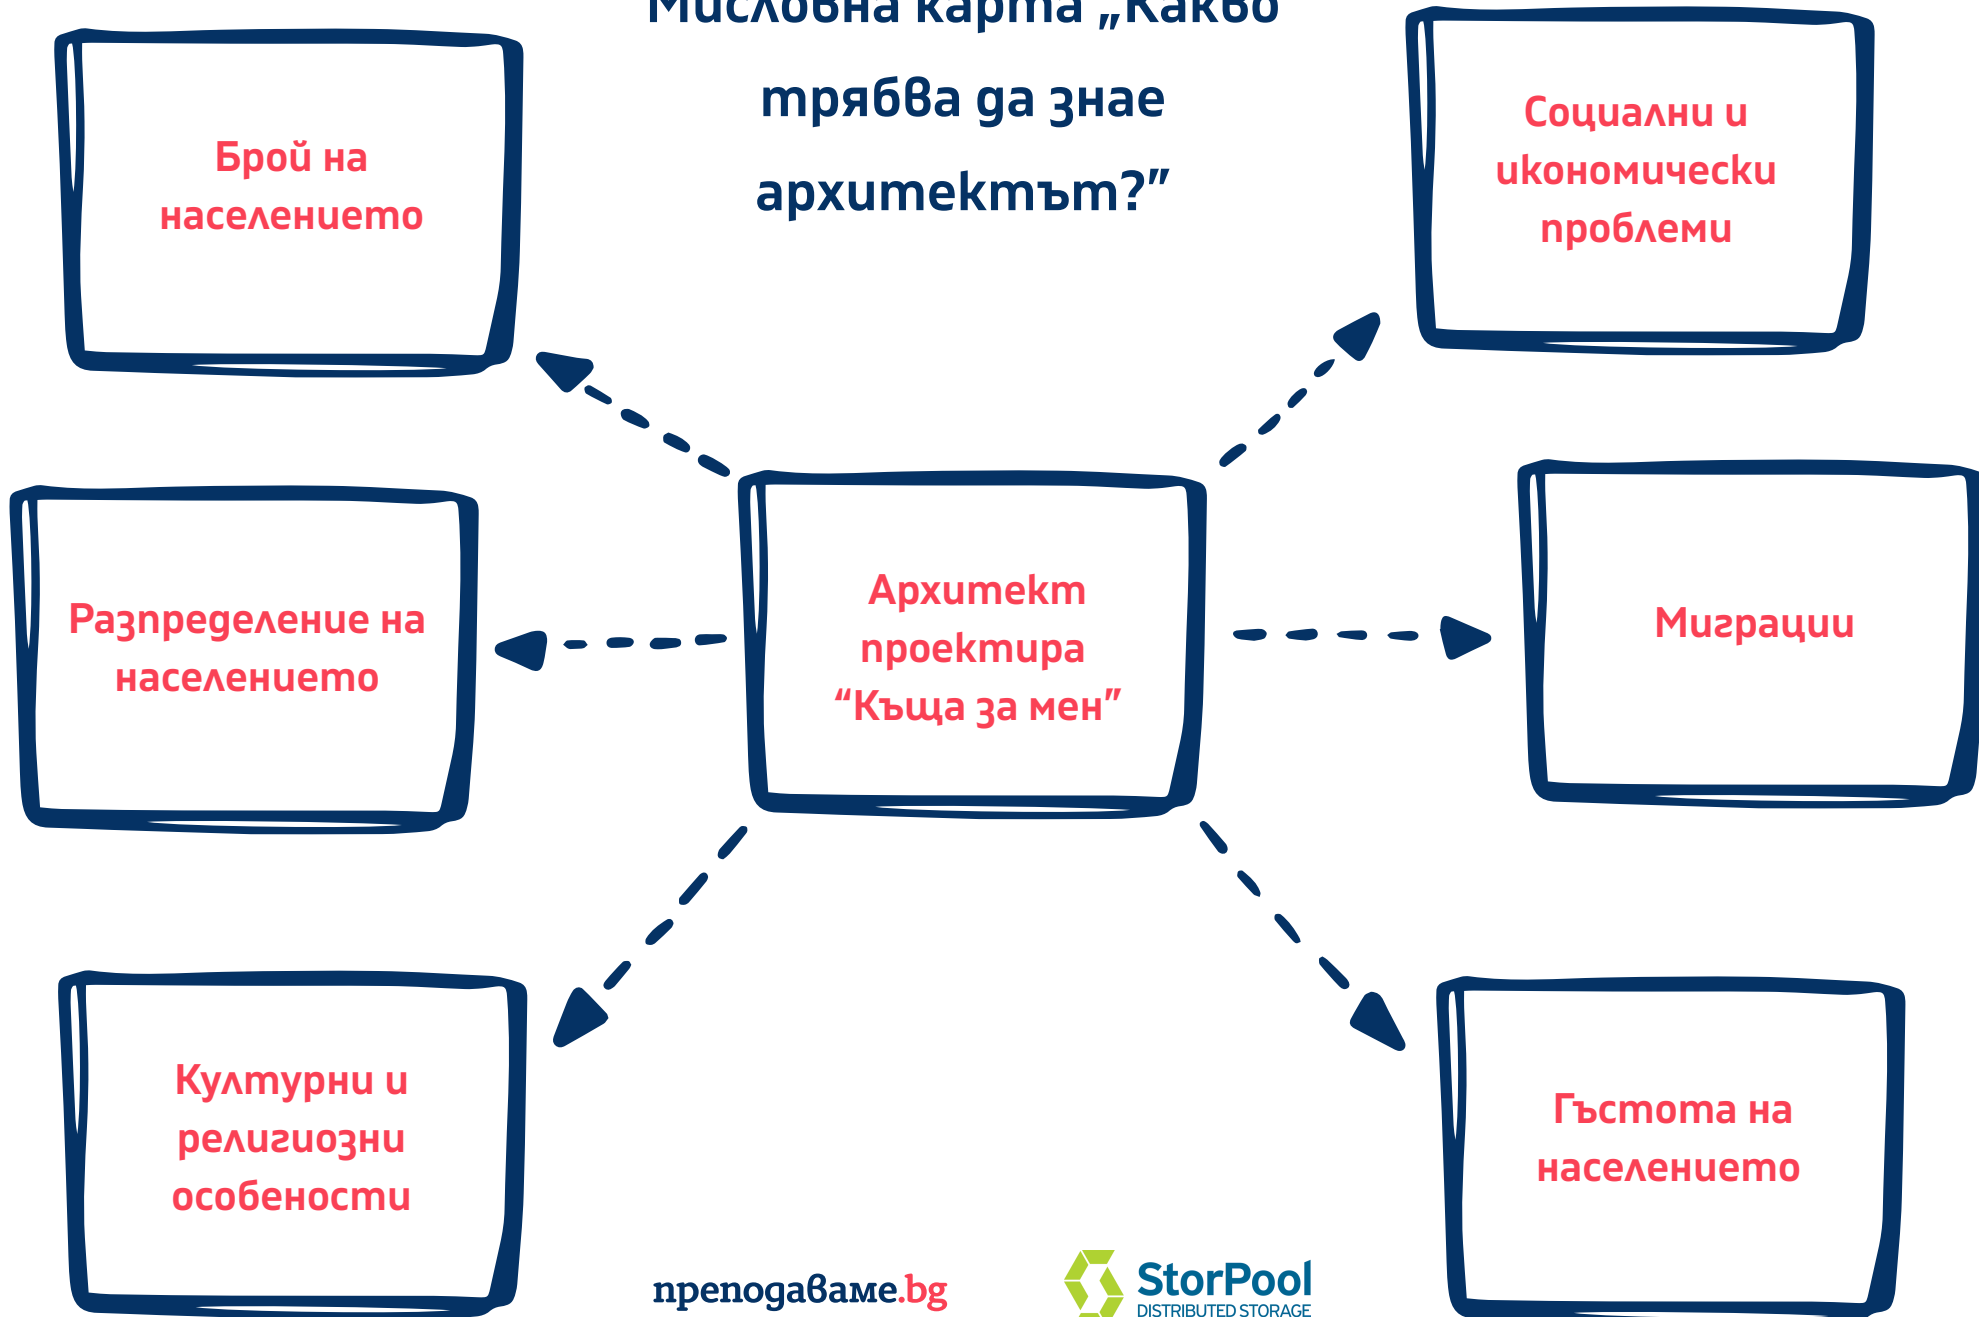 Мисловна карта „Какво
трябва да знае
архитектът?”
Брой на
населението
Социални и
икономически
проблеми
Разпределение на
населението
Архитект
проектира
“Къща за мен”
Миграции
Културни и
религиозни
особености
Гъстота на
населението
преподаваме.bg
StorPool
DISTRIBUTED STORAGE